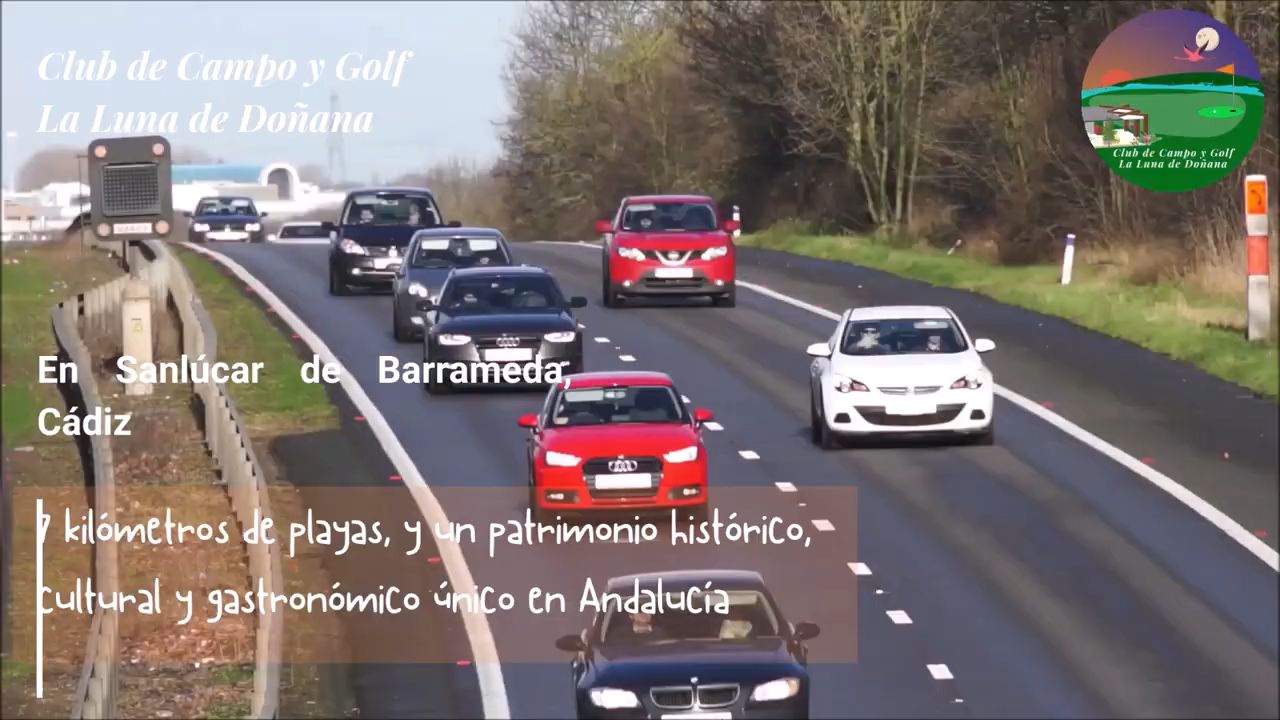 Club de Campo y Golf
La Luna de Doñana
Club de Campo y Golf
La Luna de Doñana
En Sanlúcar de Barrameda,
Cádiz
7 kilómetros de playas, y un patrimonio histórico,
cultural y gastronómico único en Andalucía